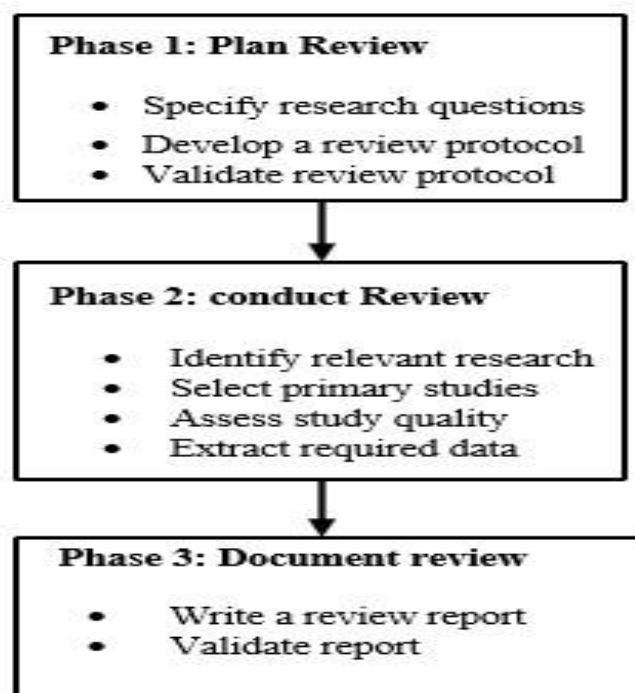 Phase 1: Plan Review
• Specify research questions
• Develop a review protocol
• Validate review protocol
Phase 2: conduct Review
• Identify relevant research
• Select primary studies
• Assess study quality
• Extract required data
Phase 3: Document review
• Write a review report
• Validate report